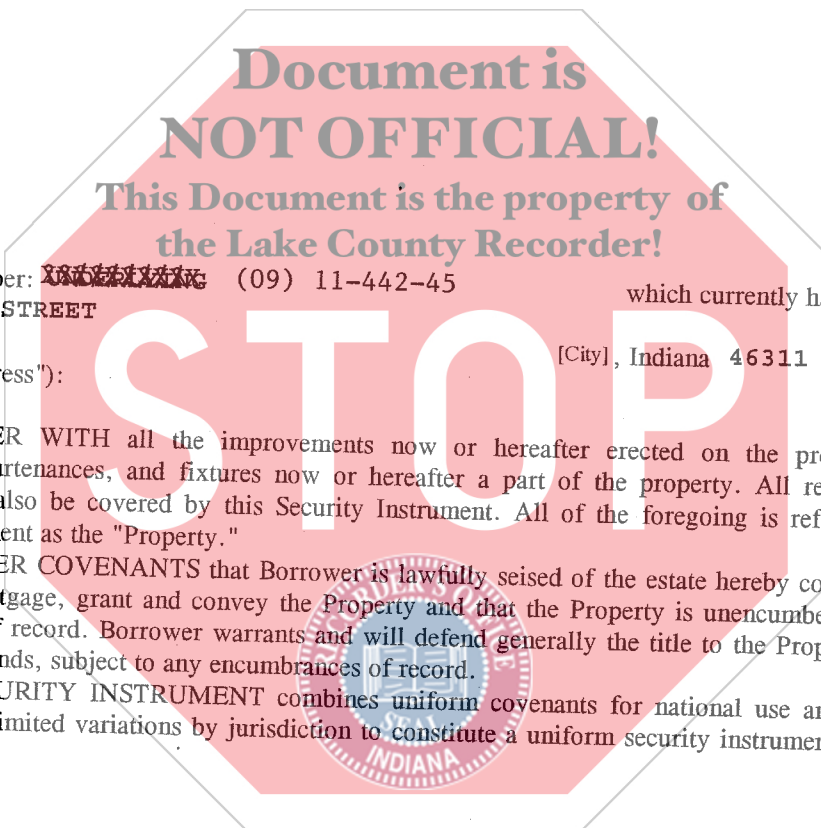 Document is
NOT OFFICIAL!
This Document is the property of
the Lake County Recorder!
er: (09) 11-442-45 which currently h
STREET
[City], Indiana 46311
ess"):
STOP
ER WITH all the improvements now or hereafter erected on the pr
rtenances, and fixtures now or hereafter a part of the property. All re
also be covered by this Security Instrument. All of the foregoing is ref
ent as the "Property."
ER COVENANTS that Borrower is lawfully seised of the estate hereby co
tgage, grant and convey the Property and that the Property is unencumbe
f record. Borrower warrants and will defend generally the title to the Prop
nds, subject to any encumbrances of record.
URITY INSTRUMENT combines uniform covenants for national use a
imited variations by jurisdiction to constitute a uniform security instrumen
RECORDER'S OFFICE
SEAL
INDIANA